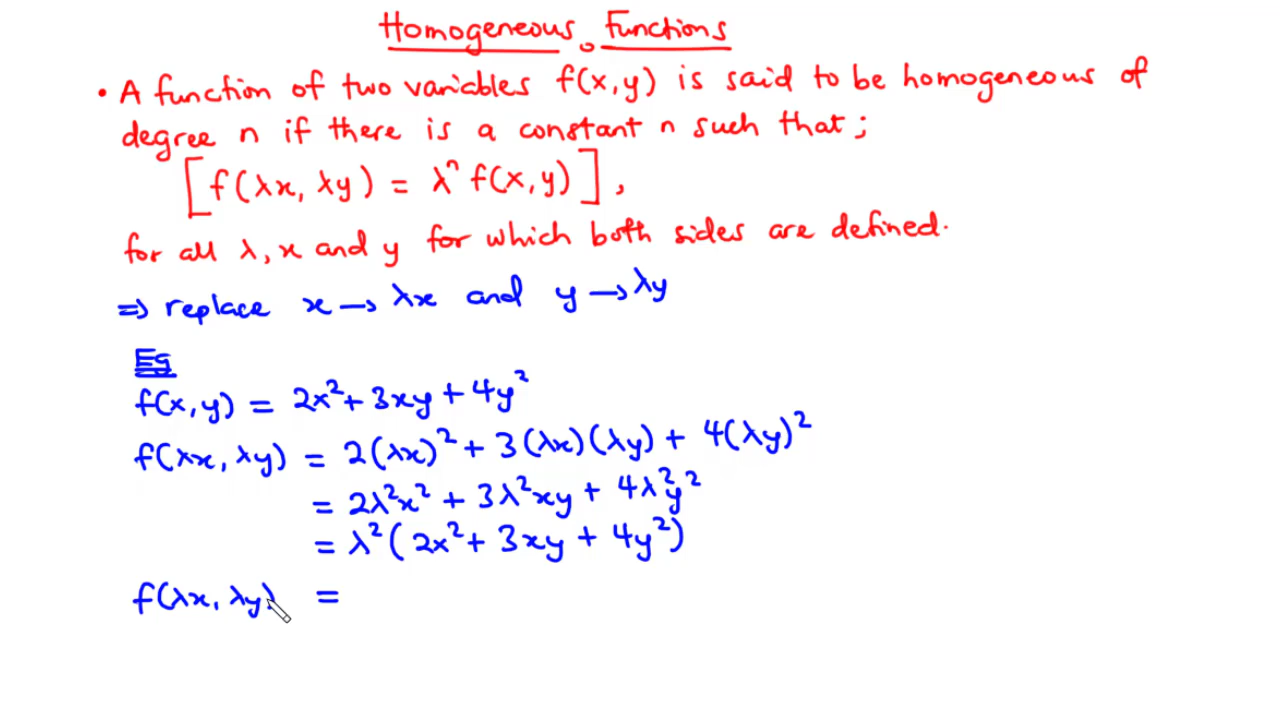 Homogeneous Functions
• A function of two variables f(x,y) is said to be homogeneous of
degree n if there is a constant n such that;
[f(λx, λy) = λⁿ f(x,y)],
for all λ, x and y for which both sides are defined.
⇒ replace x → λx and y → λy
Eg
f(x,y) = 2x² + 3xy + 4y²
f(λx, λy) = 2(λx)² + 3(λx)(λy) + 4(λy)²
= 2λ²x² + 3λ²xy + 4λ²y²
= λ²(2x² + 3xy + 4y²)
f(λx, λy) =